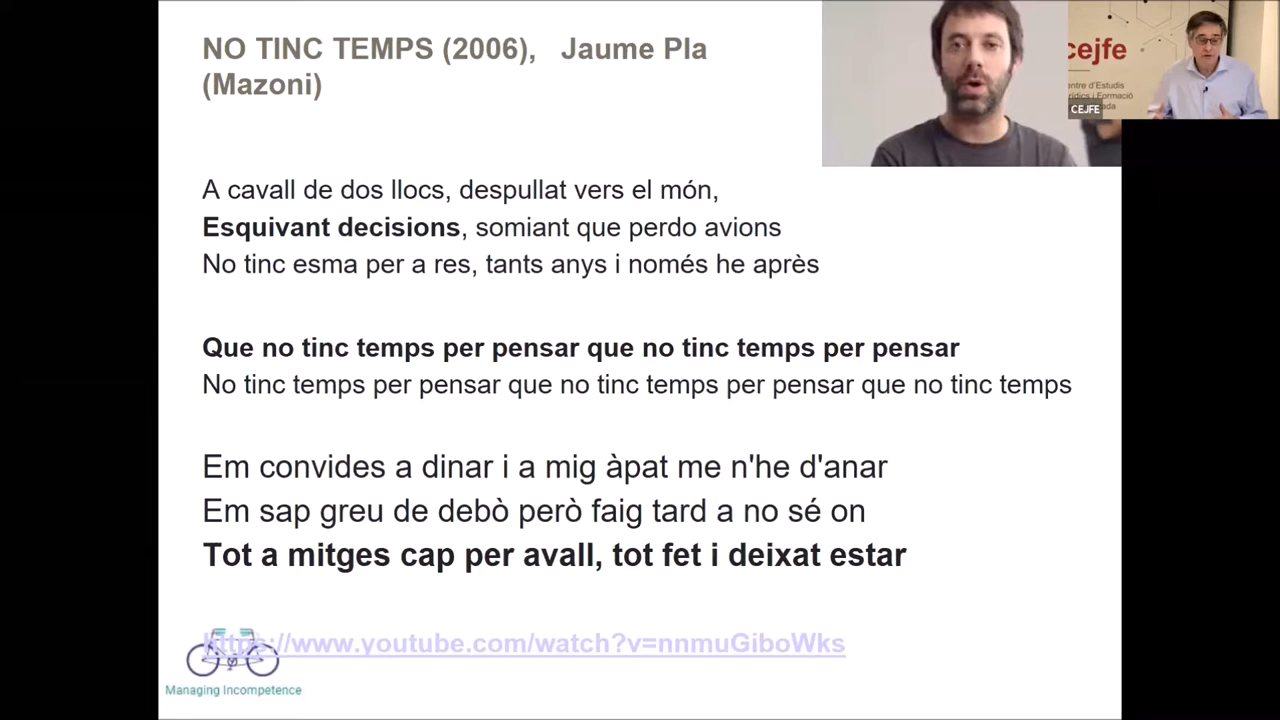 NO TINC TEMPS (2006), Jaume Pla
(Mazoni)
cejfe
Centre d'Estudis
Jurídics i Formació
CEJFE
A cavall de dos llocs, despullat vers el món,
Esquivant decisions, somiant que perdo avions
No tinc esma per a res, tants anys i només he après
Que no tinc temps per pensar que no tinc temps per pensar
No tinc temps per pensar que no tinc temps per pensar que no tinc temps
Em convides a dinar i a mig àpat me n'he d'anar
Em sap greu de debò però faig tard a no sé on
Tot a mitges cap per avall, tot fet i deixat estar
https://www.youtube.com/watch?v=nnmuGiboWks
Managing Incompetence